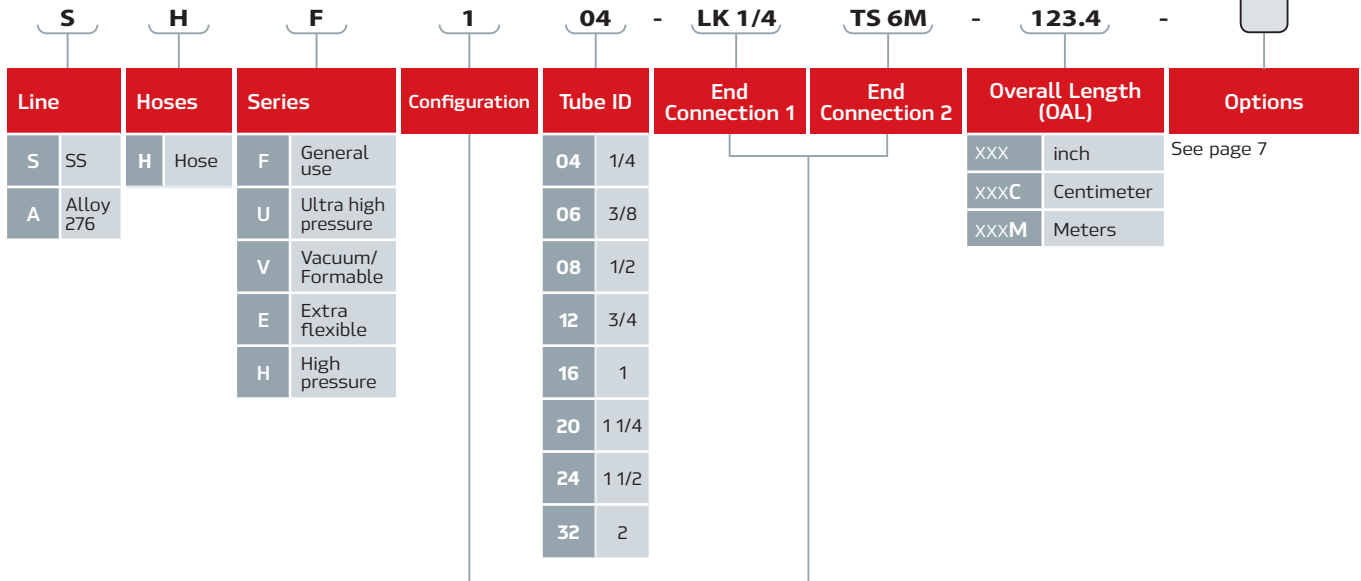 S H F 1 04 - LK 1/4 TS 6M - 123.4 -
Line
Hoses
Series
Configuration
Tube ID
End
Connection 1
End
Connection 2
Overall Length
(OAL)
Options
S SS
A Alloy
276
H Hose
F General
use
U Ultra high
pressure
V Vacuum/
Formable
E Extra
flexible
H High
pressure
04 1/4
06 3/8
08 1/2
12 3/4
16 1
20 1 1/4
24 1 1/2
32 2
XXX inch
XXXC Centimeter
XXXM Meters
See page 7